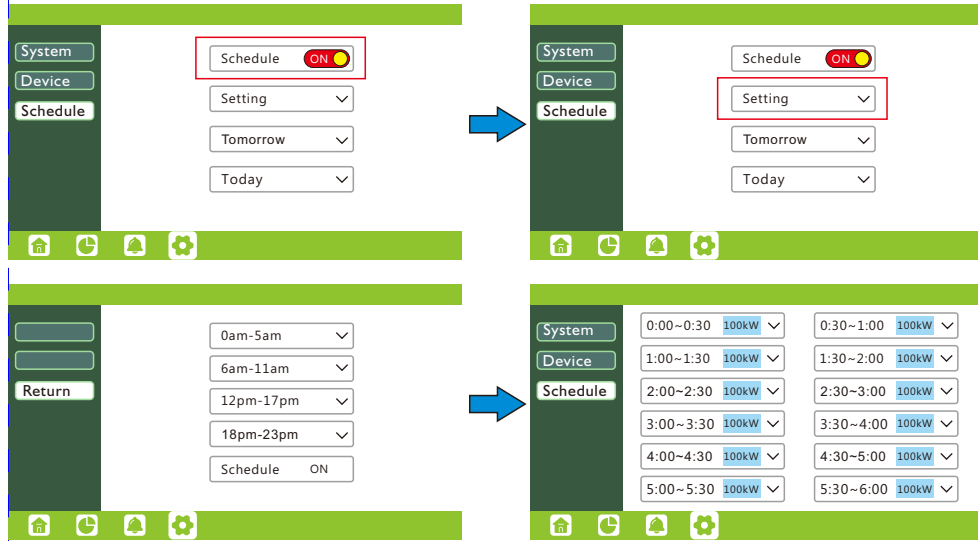 System
Device
Schedule
Schedule ON
Setting
Tomorrow
Today
System
Device
Schedule
Schedule ON
Setting
Tomorrow
Today
Return
0am-5am
6am-11am
12pm-17pm
18pm-23pm
Schedule ON
System
Device
Schedule
0:00~0:30 100kW 0:30~1:00 100kW
1:00~1:30 100kW 1:30~2:00 100kW
2:00~2:30 100kW 2:30~3:00 100kW
3:00~3:30 100kW 3:30~4:00 100kW
4:00~4:30 100kW 4:30~5:00 100kW
5:00~5:30 100kW 5:30~6:00 100kW